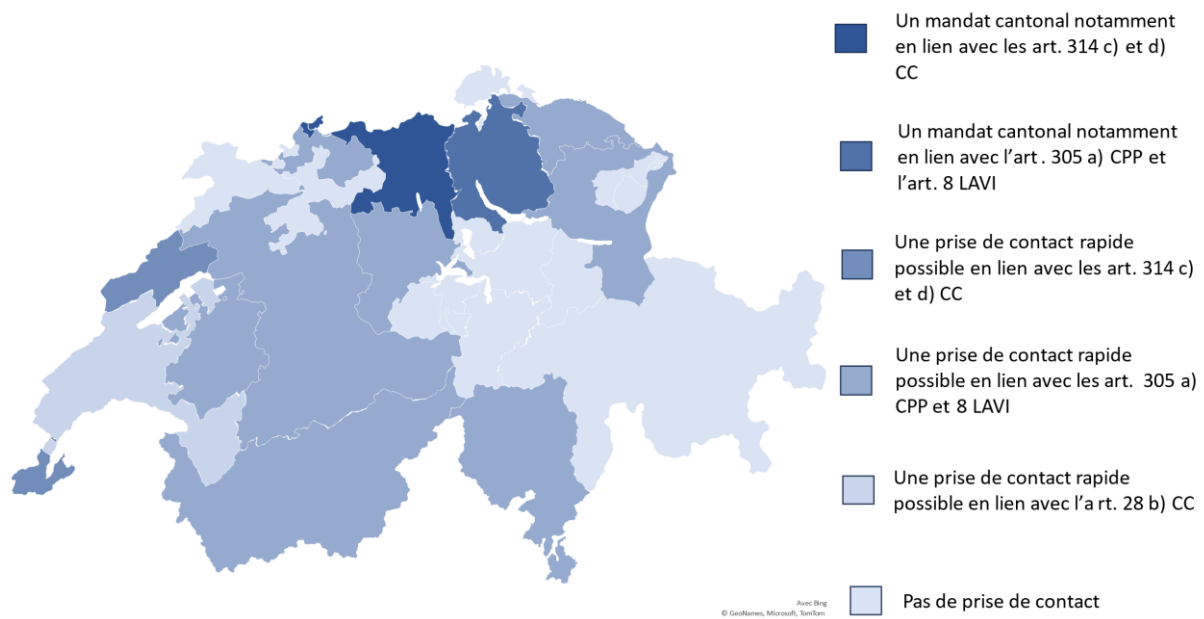 Un mandat cantonal notamment
en lien avec les art. 314 c) et d)
CC
Un mandat cantonal notamment
en lien avec l’art . 305 a) CPP et
l’art. 8 LAVI
Une prise de contact rapide
possible en lien avec les art. 314 c)
et d) CC
Une prise de contact rapide
possible en lien avec les art.  305 a)
CPP et 8 LAVI
Une prise de contact rapide
possible en lien avec l’a rt. 28 b) CC
Pas de prise de contact
Avec Bing
© GeoNames, Microsoft, TomTom